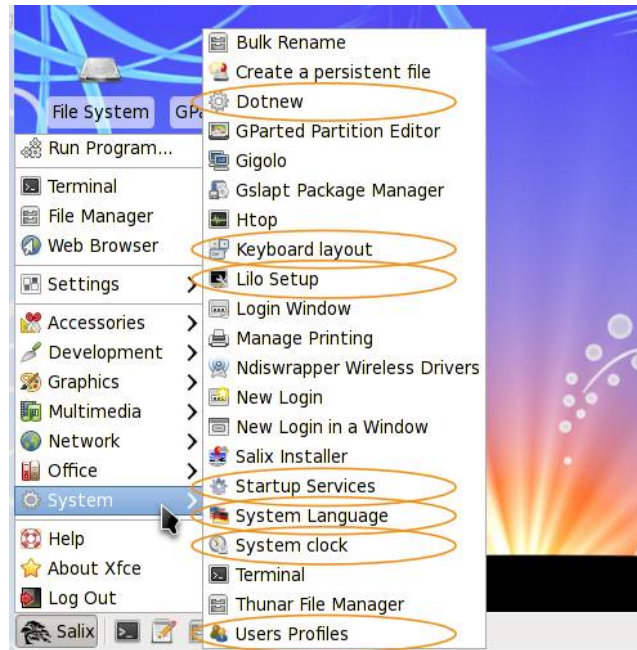 File System
GPa
Run Program...
Terminal
File Manager
Web Browser
Settings
Accessories
Development
Graphics
Multimedia
Network
Office
System
Help
About Xfce
Log Out
Salix
Bulk Rename
Create a persistent file
Dotnew
GParted Partition Editor
Gigolo
Gslapt Package Manager
Htop
Keyboard layout
Lilo Setup
Login Window
Manage Printing
Ndiswrapper Wireless Drivers
New Login
New Login in a Window
Salix Installer
Startup Services
System Language
System clock
Terminal
Thunar File Manager
Users Profiles